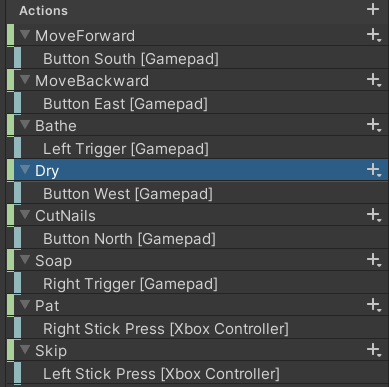 Actions
MoveForward
Button South [Gamepad]
MoveBackward
Button East [Gamepad]
Bathe
Left Trigger [Gamepad]
Dry
Button West [Gamepad]
CutNails
Button North [Gamepad]
Soap
Right Trigger [Gamepad]
Pat
Right Stick Press [Xbox Controller]
Skip
Left Stick Press [Xbox Controller]